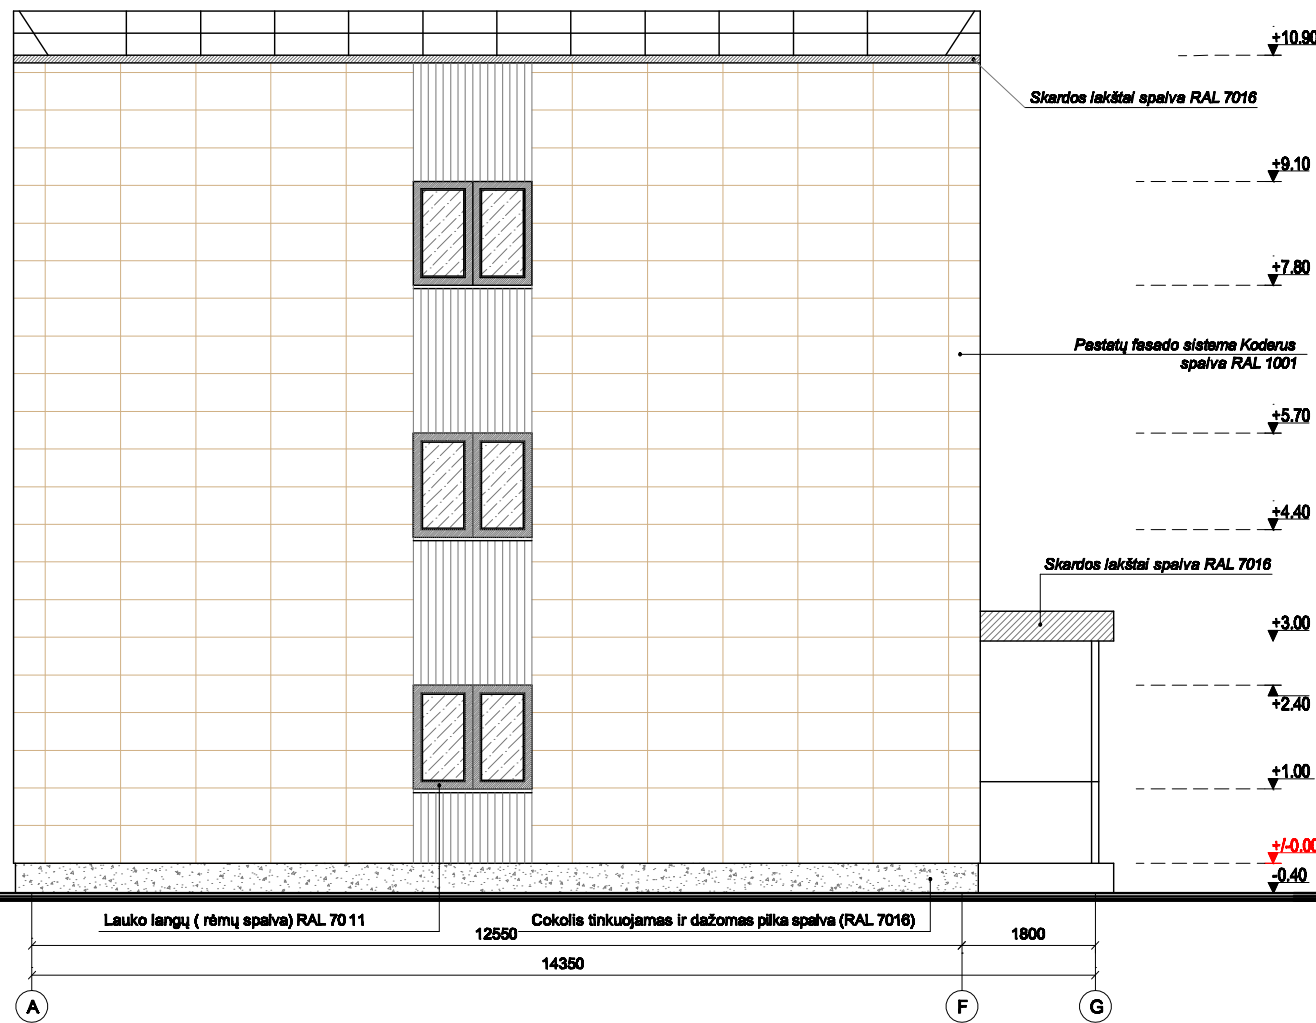 +10.90
Skardos lakštai spalva RAL 7016
+9.10
+7.80
Pastatų fasado sistema Koderus
spalva RAL 1001
+5.70
+4.40
Skardos lakštai spalva RAL 7016
+3.00
+2.40
+1.00
+/-0.00
-0.40
Lauko langų ( rėmų spalva) RAL 70 11
Cokolis tinkuojamas ir dažomas pilka spalva (RAL 7016)
12550
1800
14350
A
F
G